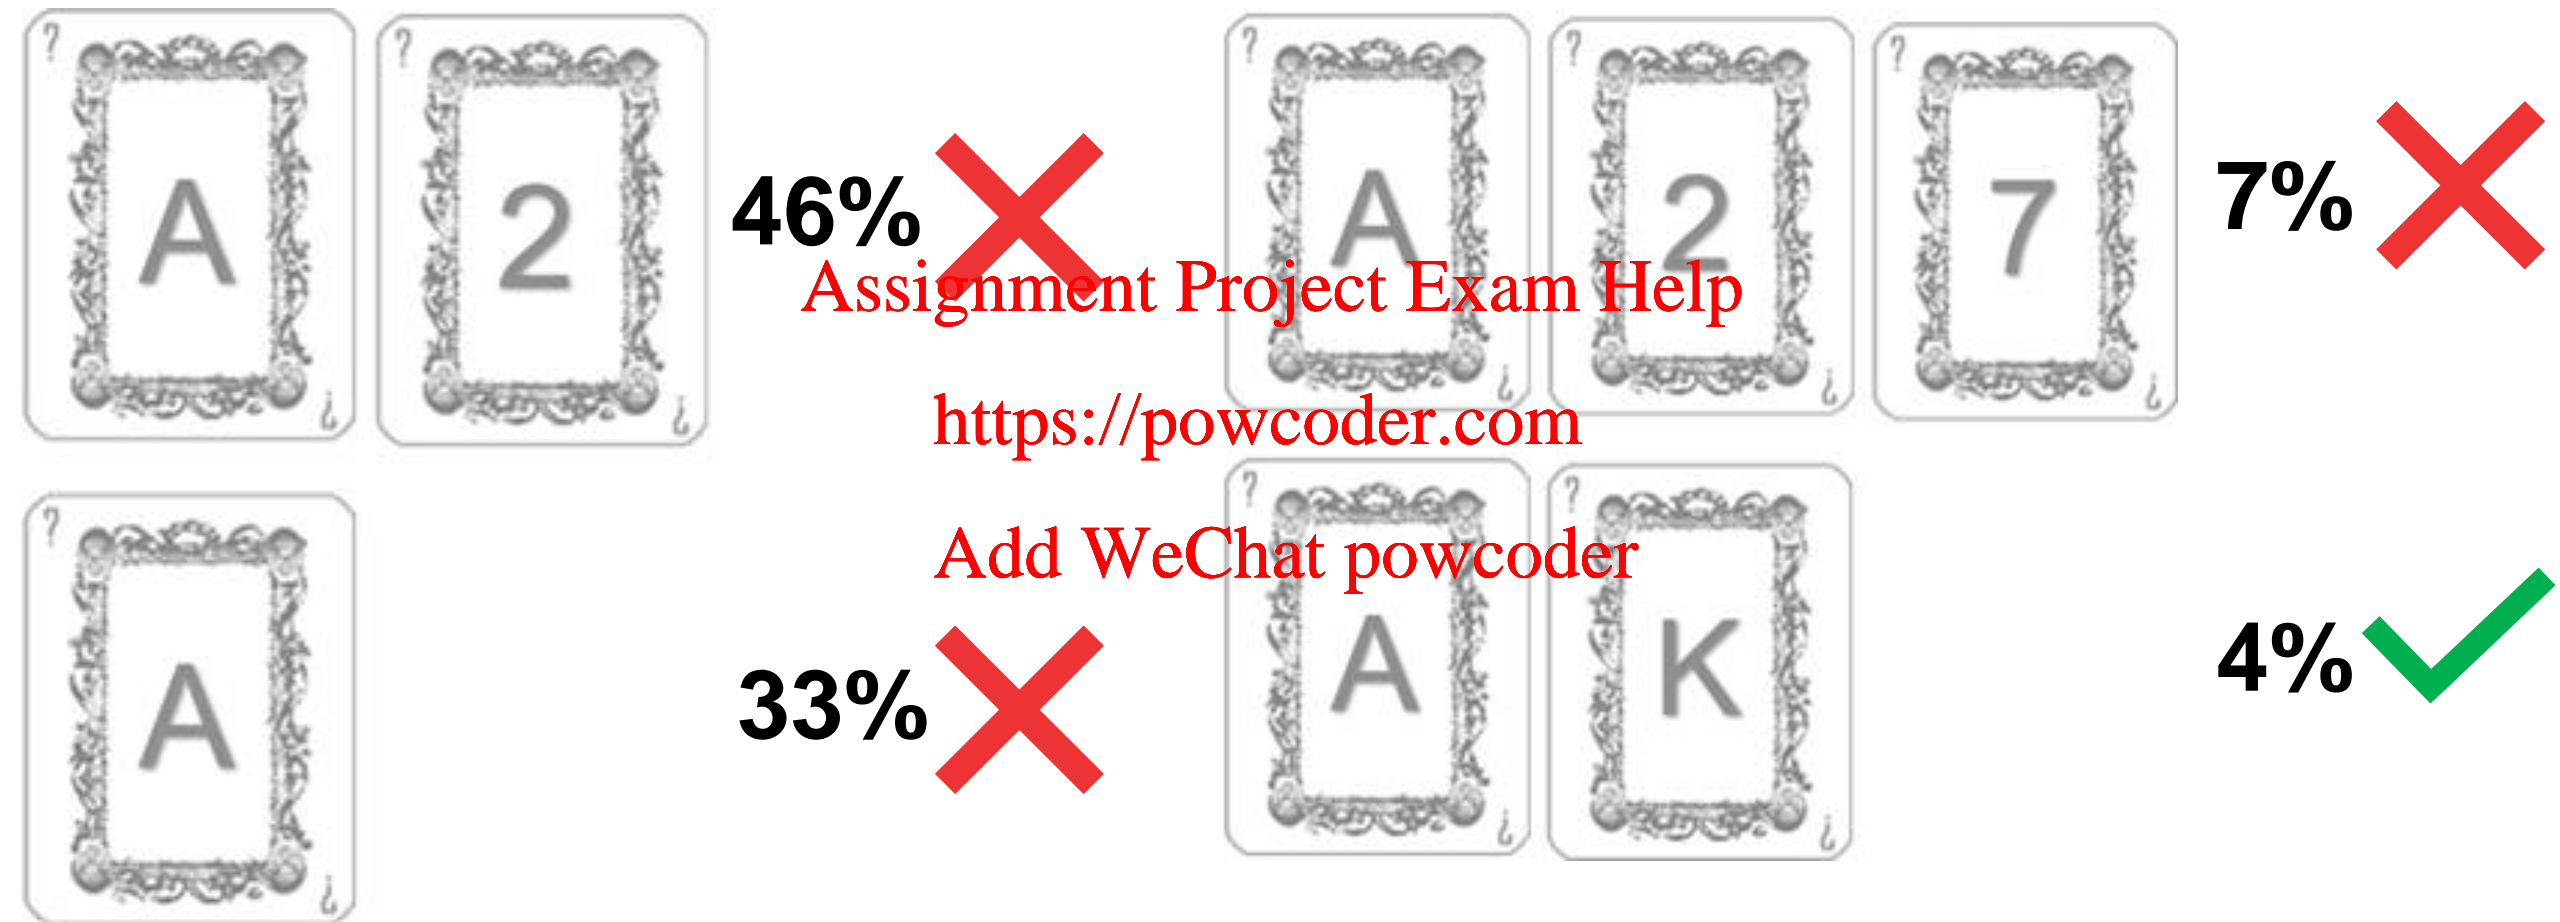 ? A ?
? 2 ?
46%
? A ?
? 2 ?
? 7 ?
7%
Assignment Project Exam Help
https://powcoder.com
Add WeChat powcoder
? A ?
33%
? A ?
? K ?
4%